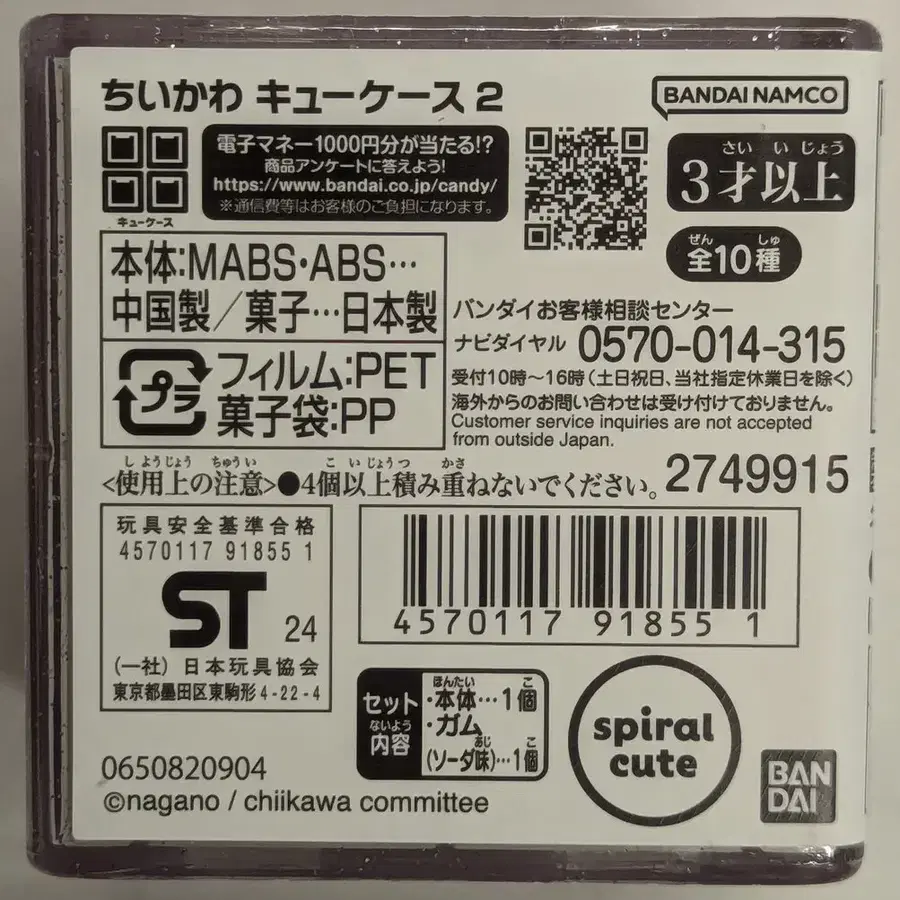 ちいかわ キューケース2
BANDAI NAMCO
キューケース
電子マネー1000円分が当たる!?
商品アンケートに答えよう!
https://www.bandai.co.jp/candy/
※通信費等はお客様のご負担になります。
さい いじょう
3才以上
ぜん しゅ
全10種
本体:MABS・ABS…
中国製/菓子…日本製
プラ
フィルム:PET
菓子袋:PP
バンダイお客様相談センター
ナビダイヤル 0570-014-315
受付10時〜16時(土日祝日、当社指定休業日を除く)
海外からのお問い合わせは受け付けておりません。
Customer service inquiries are not accepted
from outside Japan.
しようじょう ちゅうい こ いじょうつ かさ
<使用上の注意>●4個以上積み重ねないでください。
2749915
玩具安全基準合格
4570117 91855 1
ST 24
(一社)日本玩具協会
東京都墨田区東駒形4-22-4
4570117 91855 1
セット
ないよう
内容
ほんたい こ
・本体…1個
・ガム
あじ こ
(ソーダ味)…1個
spiral
cute
BAN
DAI
0650820904
©nagano / chiikawa committee